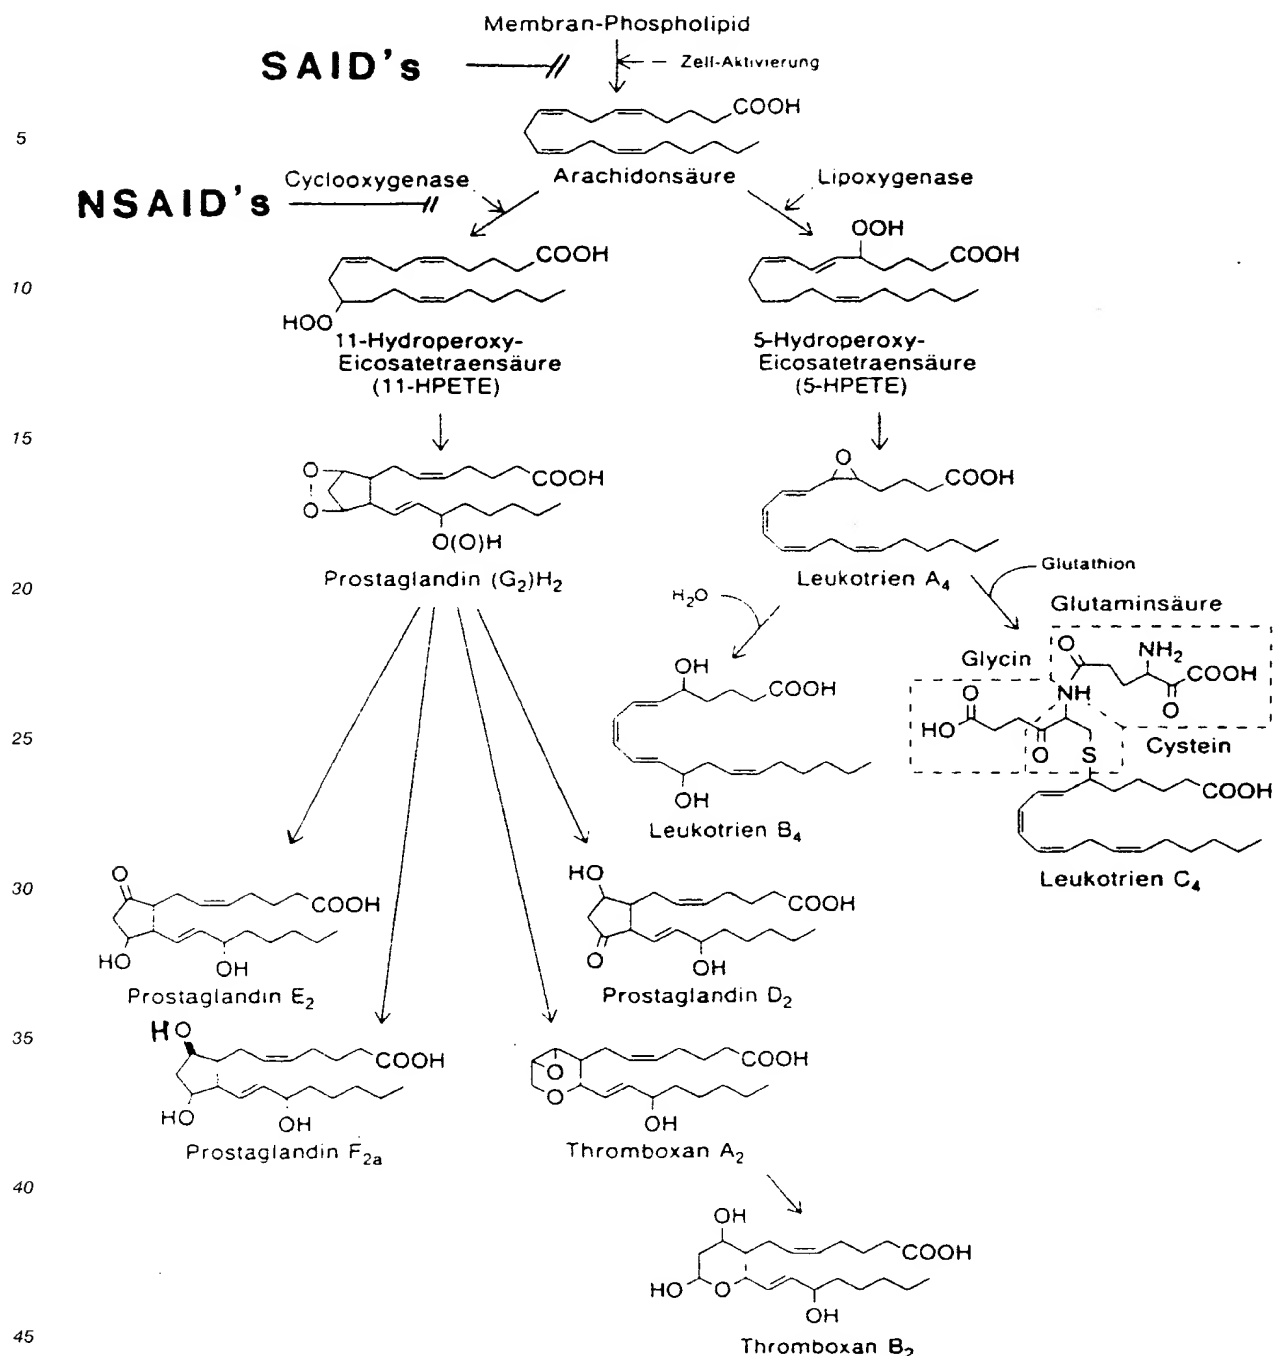 Membran-Phospholipid
SAID's
Zell-Aktivierung
COOH
5
Arachidonsäure
Cyclooxygenase
Lipoxygenase
NSAID's
OOH
COOH
COOH
10
HOO
11-Hydroperoxy-
Eicosatetraensäure
(11-HPETE)
5-Hydroperoxy-
Eicosatetraensäure
(5-HPETE)
15
O
O
COOH
O(O)H
O
COOH
Prostaglandin (G₂)H₂
Leukotrien A₄
20
H₂O
Glutathion
Glutaminsäure
OH
COOH
Glycin
O
NH₂
COOH
O
NH
O
HO
25
O
S
Cystein
OH
COOH
Leukotrien B₄
Leukotrien C₄
30
O
COOH
HO
OH
Prostaglandin E₂
HO
COOH
O
OH
Prostaglandin D₂
35
HO
COOH
HO
OH
Prostaglandin F₂a
O
O
COOH
OH
Thromboxan A₂
40
OH
COOH
HO
O
OH
45
Thromboxan B₂